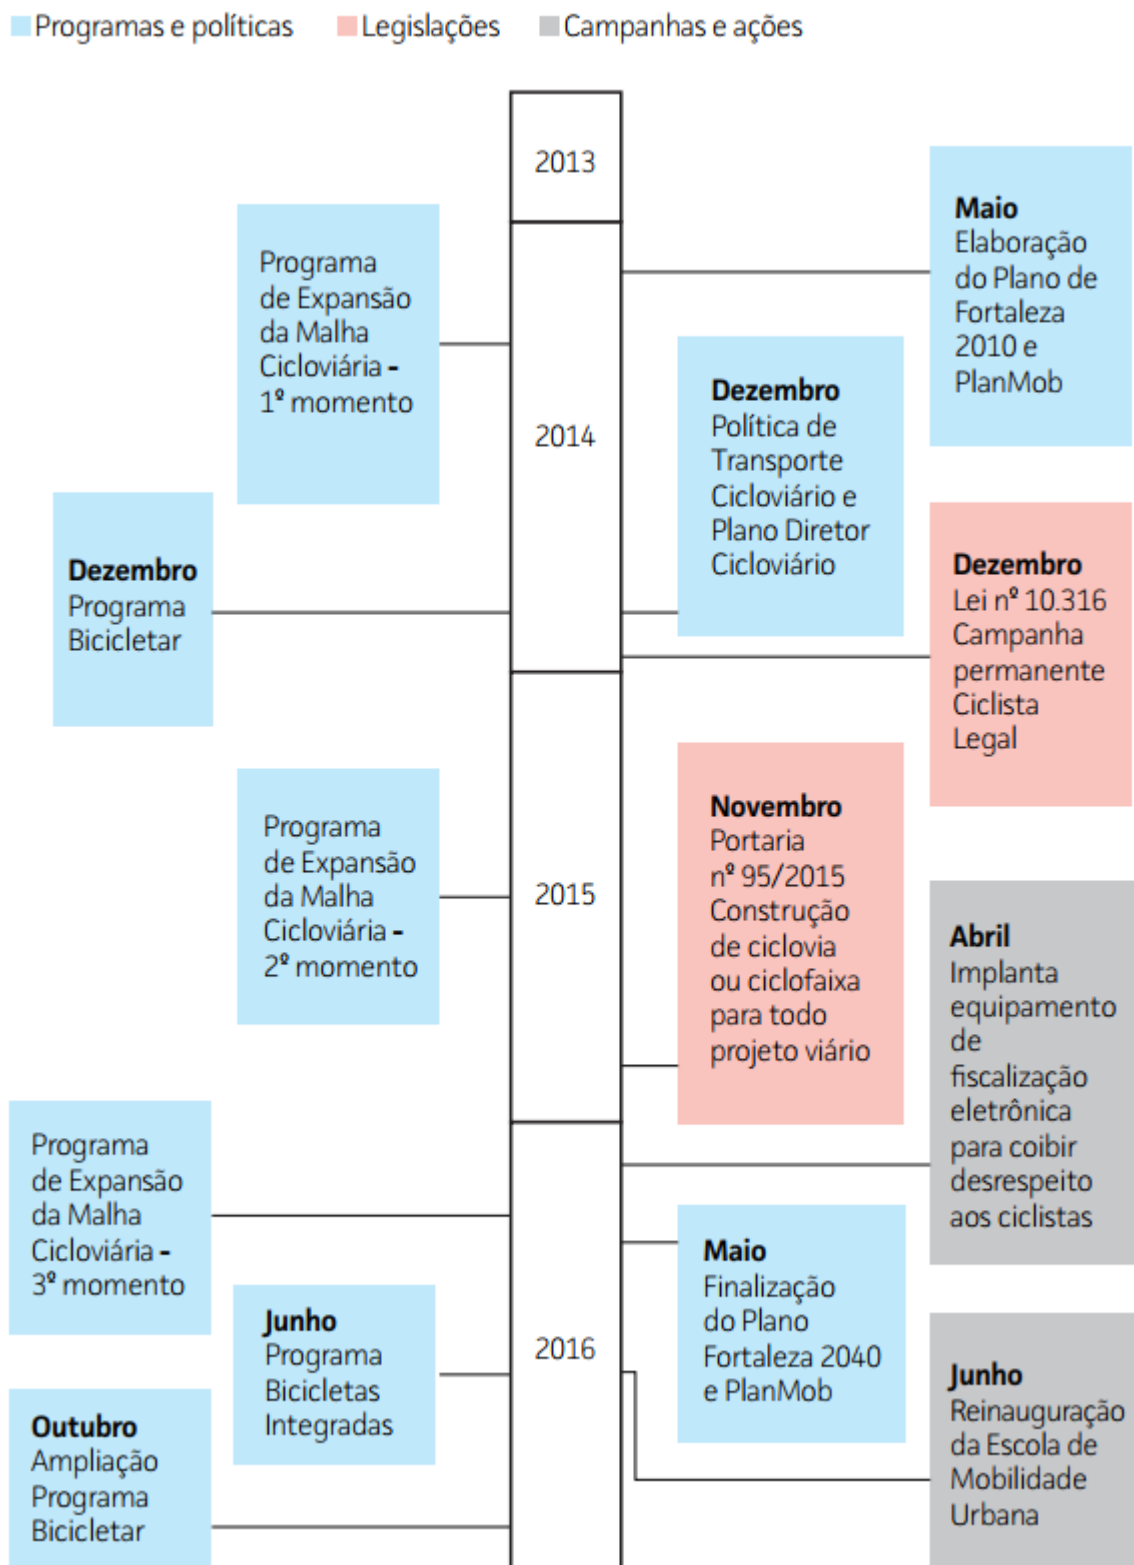 Programas e políticas
Legislações
Campanhas e ações
2013
Maio
Elaboração
do Plano de
Fortaleza
2010 e
PlanMob
Programa
de Expansão
da Malha
Cicloviária -
1º momento
2014
Dezembro
Política de
Transporte
Cicloviário e
Plano Diretor
Cicloviário
Dezembro
Programa
Bicicletar
Dezembro
Lei nº 10.316
Campanha
permanente
Ciclista
Legal
Programa
de Expansão
da Malha
Cicloviária -
2º momento
2015
Novembro
Portaria
nº 95/2015
Construção
de ciclovia
ou ciclofaixa
para todo
projeto viário
Abril
Implanta
equipamento
de
fiscalização
eletrônica
para coibir
desrespeito
aos ciclistas
Programa
de Expansão
da Malha
Cicloviária -
3º momento
2016
Maio
Finalização
do Plano
Fortaleza 2040
e PlanMob
Junho
Programa
Bicicletas
Integradas
Junho
Reinauguração
da Escola de
Mobilidade
Urbana
Outubro
Ampliação
Programa
Bicicletar